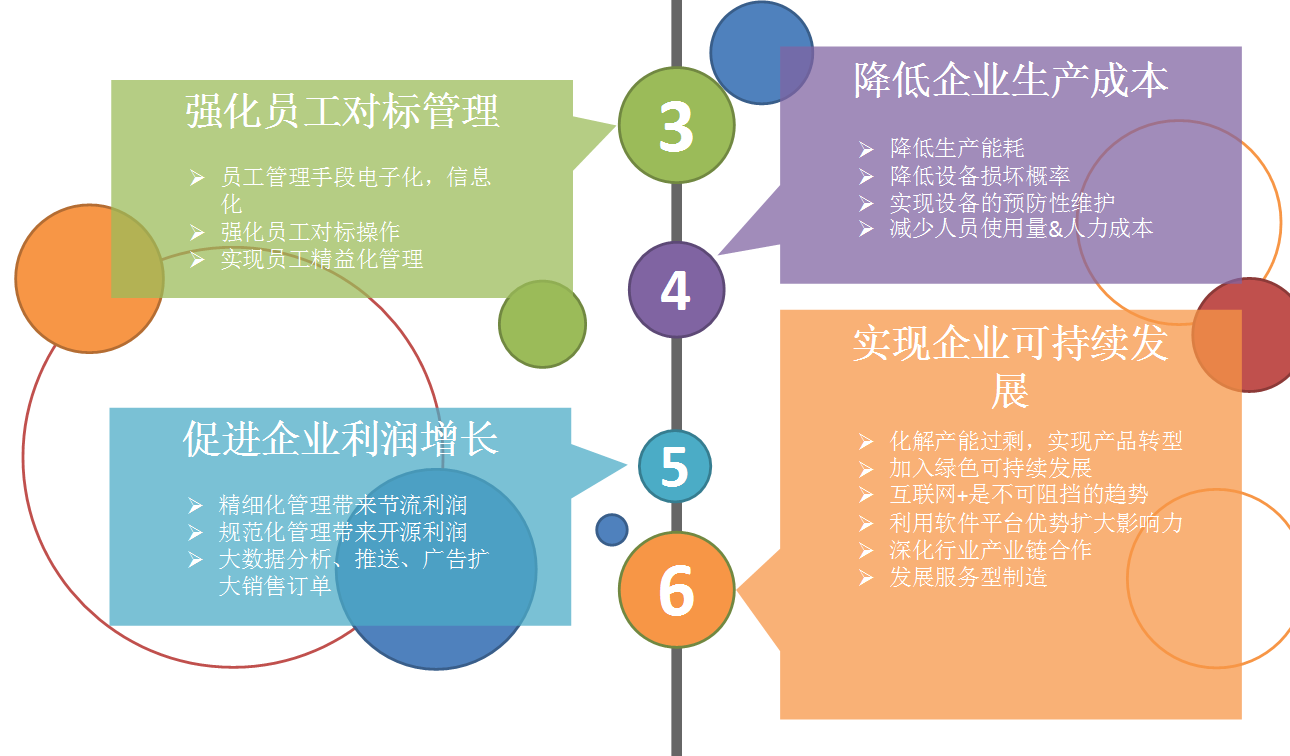 3
强化员工对标管理
➢ 员工管理手段电子化，信息
化
➢ 强化员工对标操作
➢ 实现员工精益化管理
4
降低企业生产成本
➢ 降低生产能耗
➢ 降低设备损坏概率
➢ 实现设备的预防性维护
➢ 减少人员使用量&人力成本
5
促进企业利润增长
➢ 精细化管理带来节流利润
➢ 规范化管理带来开源利润
➢ 大数据分析、推送、广告扩
大销售订单
6
实现企业可持续发
展
➢ 化解产能过剩，实现产品转型
➢ 加入绿色可持续发展
➢ 互联网+是不可阻挡的趋势
➢ 利用软件平台优势扩大影响力
➢ 深化行业产业链合作
➢ 发展服务型制造